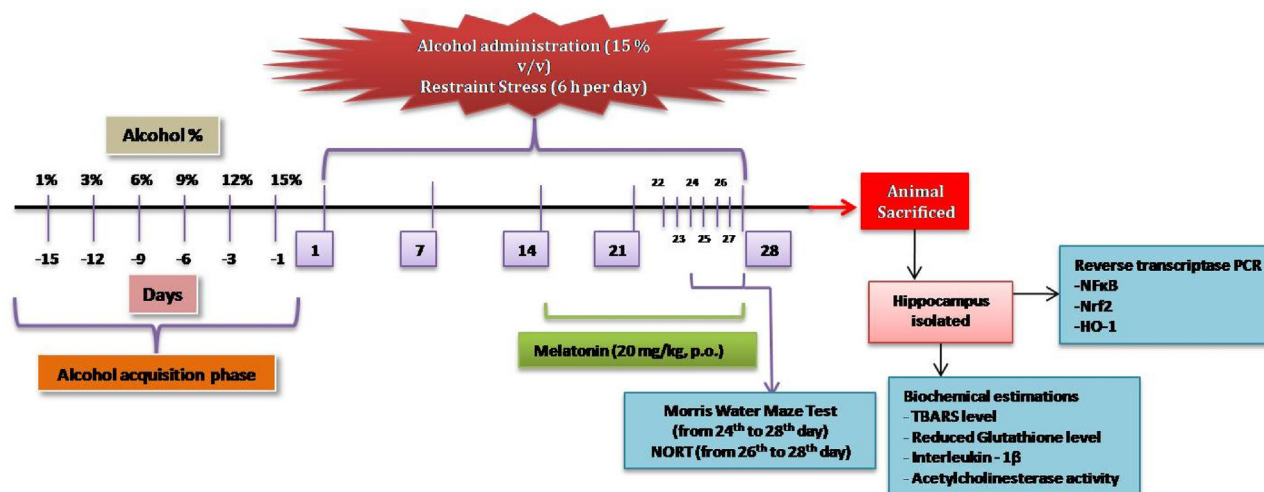 Alcohol administration (15 %
v/v)
Restraint Stress (6 h per day)
Alcohol %
1% 3% 6% 9% 12% 15%
22 24 26
-15 -12 -9 -6 -3 -1
23 25 27
1 7 14 21 28
Days
Alcohol acquisition phase
Melatonin (20 mg/kg, p.o.)
Morris Water Maze Test
(from 24th to 28th day)
NORT (from 26th to 28th day)
Animal
Sacrificed
Hippocampus
isolated
Reverse transcriptase PCR
-NFκB
-Nrf2
-HO-1
Biochemical estimations
- TBARS level
- Reduced Glutathione level
- Interleukin - 1β
- Acetylcholinesterase activity